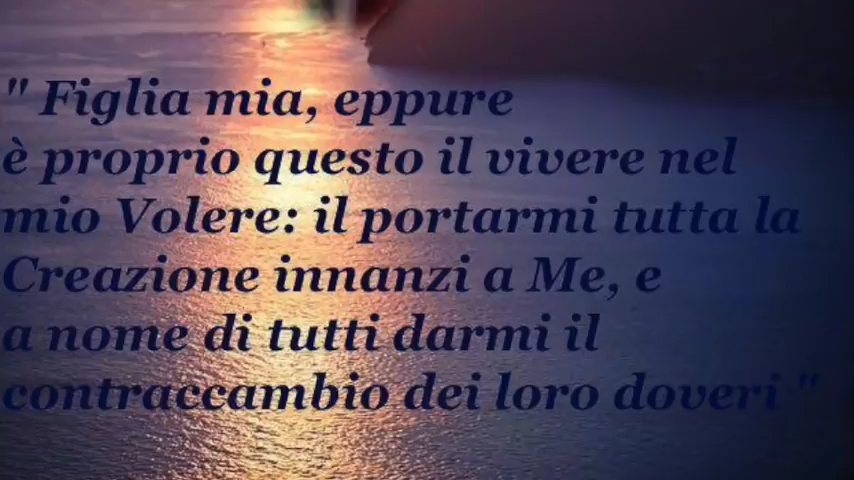 " Figlia mia, eppure
è proprio questo il vivere nel
mio Volere: il portarmi tutta la
Creazione innanzi a Me, e
a nome di tutti darmi il
contraccambio dei loro doveri "